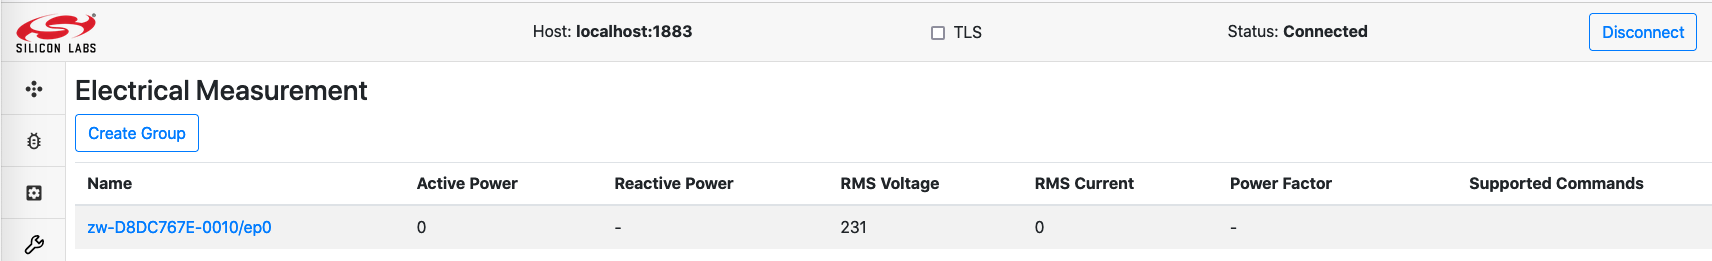 SILICON LABS
Host: localhost:1883 TLS Status: Connected Disconnect
Electrical Measurement
Create Group
Name Active Power Reactive Power RMS Voltage RMS Current Power Factor Supported Commands
zw-D8DC767E-0010/ep0 0 - 231 0 -